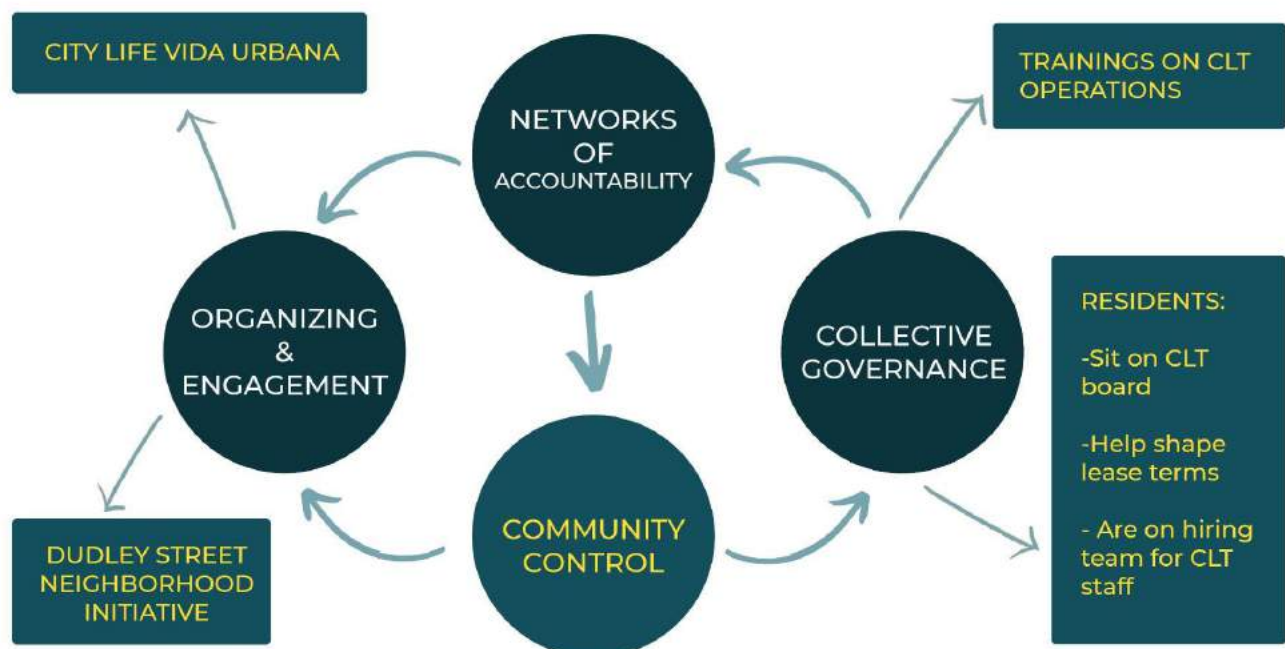 CITY LIFE VIDA URBANA
NETWORKS
OF
ACCOUNTABILITY
TRAININGS ON CLT
OPERATIONS
ORGANIZING
&
ENGAGEMENT
COLLECTIVE
GOVERNANCE
RESIDENTS:
-Sit on CLT
board
-Help shape
lease terms
- Are on hiring
team for CLT
staff
DUDLEY STREET
NEIGHBORHOOD
INITIATIVE
COMMUNITY
CONTROL